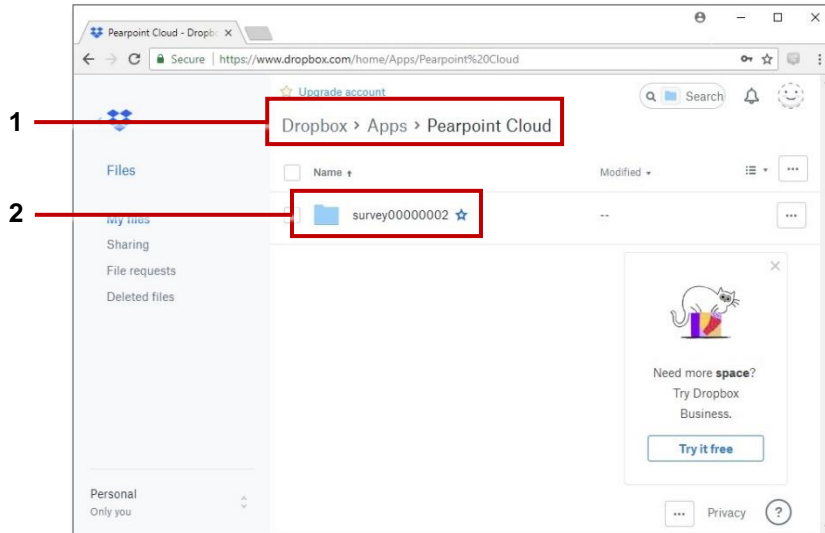 Pearpoint Cloud - Dropb
Secure https://www.dropbox.com/home/Apps/Pearpoint%20Cloud
Upgrade account
Search
1
Dropbox › Apps › Pearpoint Cloud
Files
Name ↑
Modified
2
survey00000002
--
My files
Sharing
File requests
Deleted files
Need more space?
Try Dropbox
Business.
Try it free
Personal
Only you
Privacy
?